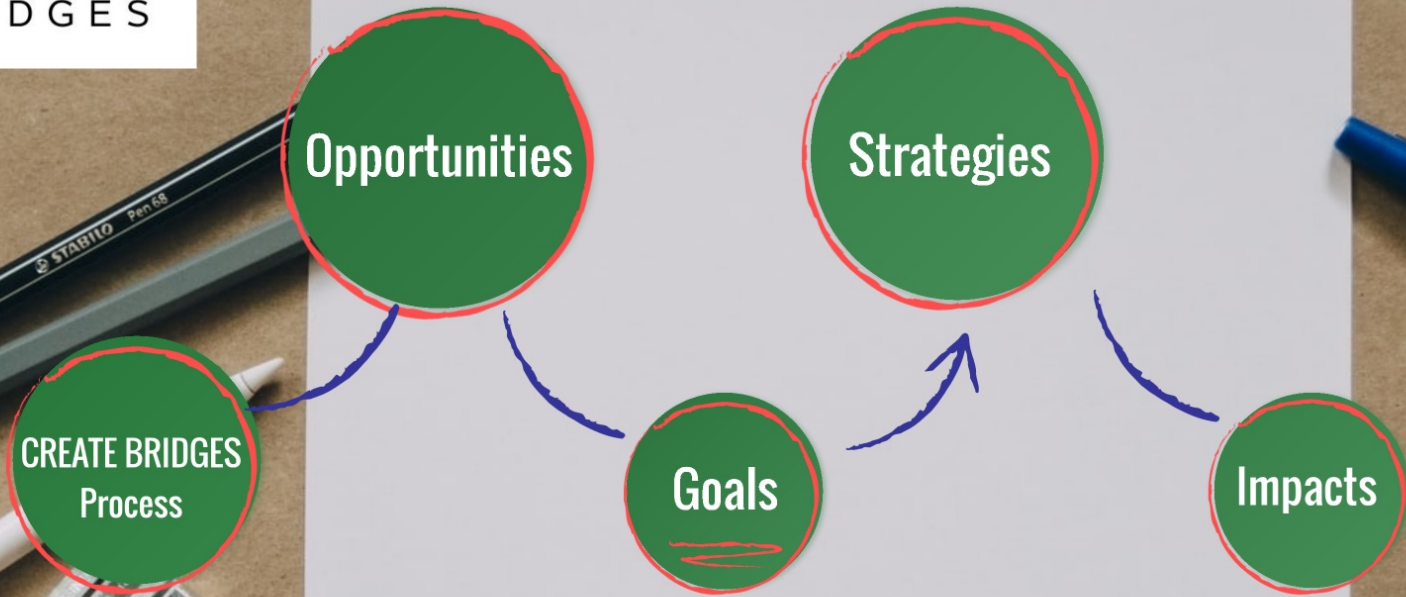 DGES
Opportunities
Strategies
STABILO Pen 68
CREATE BRIDGES
Process
Goals
Impacts